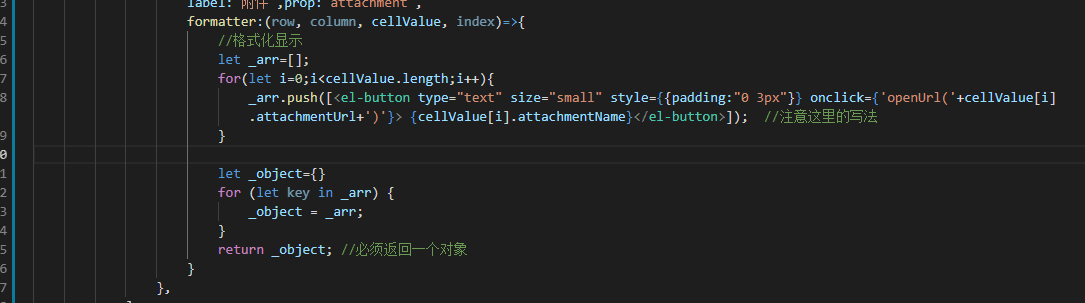 3 label:'附件',prop:'attachment',
4 formatter:(row, column, cellValue, index)=>{
5 //格式化显示
6 let _arr=[];
7 for(let i=0;i<cellValue.length;i++){
8 _arr.push([<el-button type="text" size="small" style={{padding:"0 3px"}} onclick={'openUrl('+cellValue[i]
.attachmentUrl+')'}> {cellValue[i].attachmentName}</el-button>]);  //注意这里的写法
9 }
0
1 let _object={}
2 for (let key in _arr) {
3 _object = _arr;
4 }
5 return _object; //必须返回一个对象
6 }
7 },